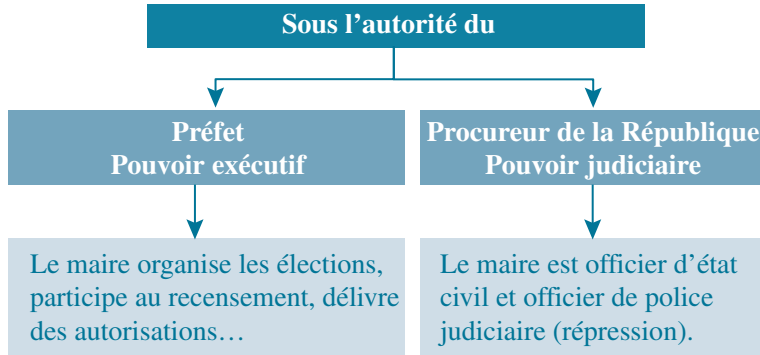 Sous l’autorité du
Préfet
Pouvoir exécutif
Procureur de la République
Pouvoir judiciaire
Le maire organise les élections,
participe au recensement, délivre
des autorisations…
Le maire est officier d’état
civil et officier de police
judiciaire (répression).